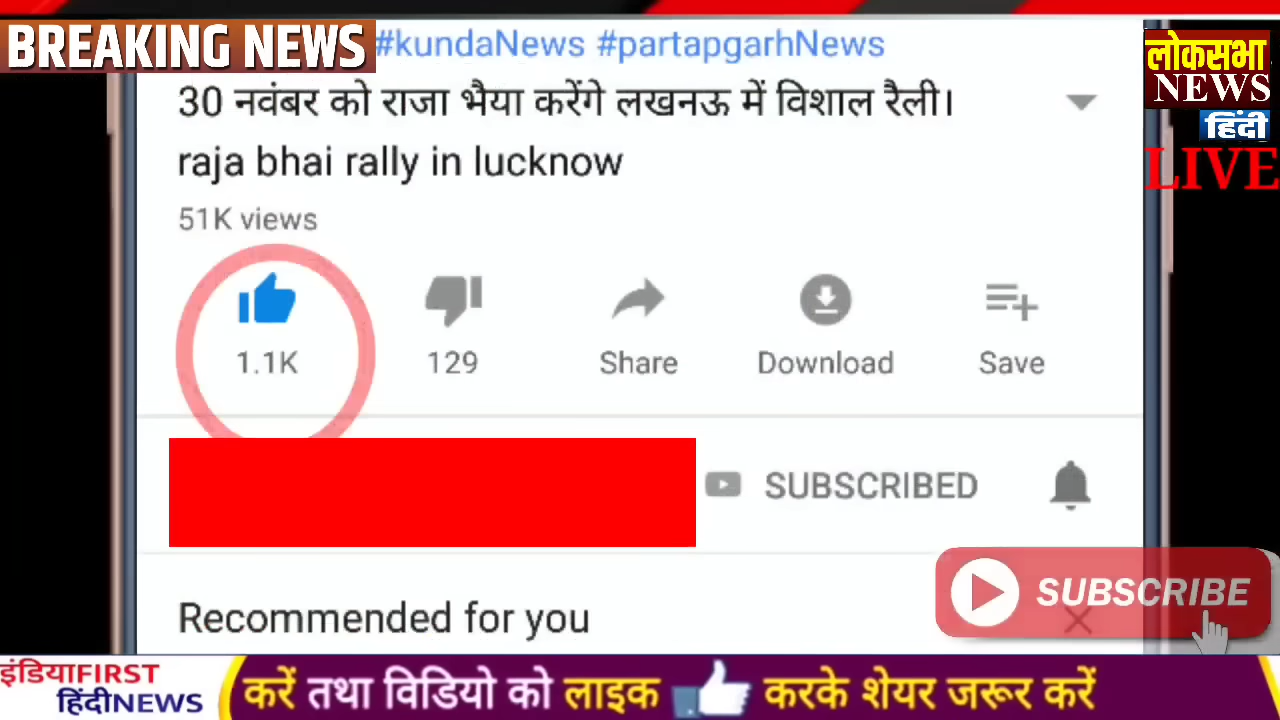 BREAKING NEWS
#kundaNews #partapgarhNews
लोकसभा
NEWS
हिंदी
LIVE
30 नवंबर को राजा भैया करेंगे लखनऊ में विशाल रैली।
raja bhai rally in lucknow
51K views
1.1K
129
Share
Download
Save
SUBSCRIBED
SUBSCRIBE
Recommended for you
इंडियाFIRST
हिंदीNEWS
करें तथा विडियो को लाइक करके शेयर जरूर करें